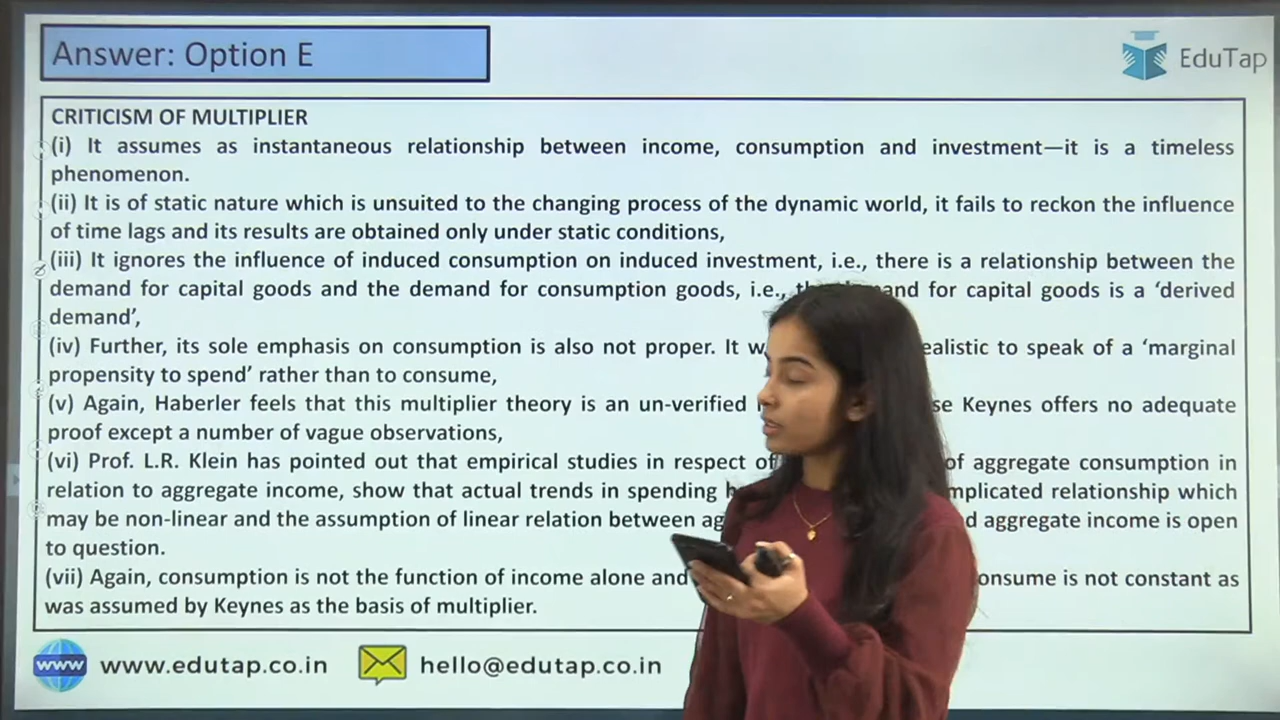 Answer: Option E
EduTap
CRITICISM OF MULTIPLIER
(i) It assumes as instantaneous relationship between income, consumption and investment—it is a timeless
phenomenon.
(ii) It is of static nature which is unsuited to the changing process of the dynamic world, it fails to reckon the influence
of time lags and its results are obtained only under static conditions,
(iii) It ignores the influence of induced consumption on induced investment, i.e., there is a relationship between the
demand for capital goods and the demand for consumption goods, i.e., for capital goods is a ‘derived
demand’,
(iv) Further, its sole emphasis on consumption is also not proper. It to speak of a ‘marginal
propensity to spend’ rather than to consume,
(v) Again, Haberler feels that this multiplier theory is an un-verified Keynes offers no adequate
proof except a number of vague observations,
(vi) Prof. L.R. Klein has pointed out that empirical studies in respect of aggregate consumption in
relation to aggregate income, show that actual trends in spending relationship which
may be non-linear and the assumption of linear relation between aggregate income is open
to question.
(vii) Again, consumption is not the function of income alone and is not constant as
was assumed by Keynes as the basis of multiplier.
www www.edutap.co.in hello@edutap.co.in